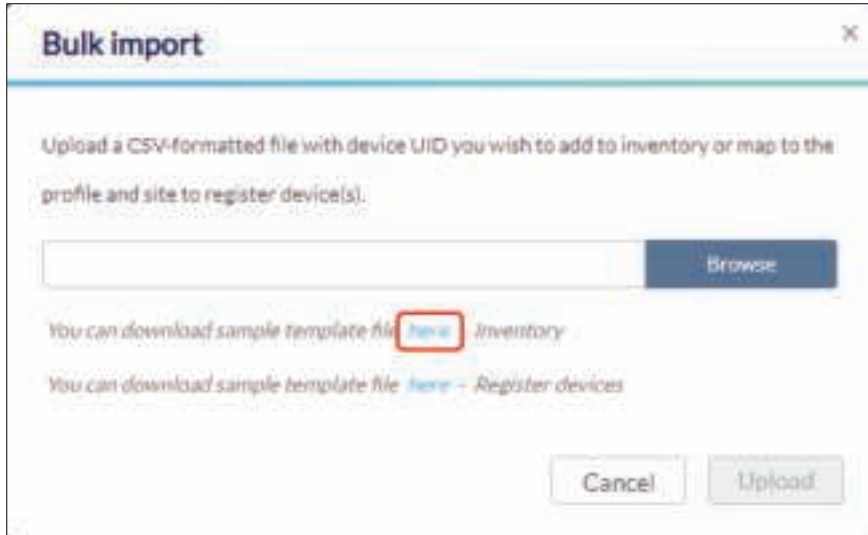 Bulk import
×
Upload a CSV-formatted file with device UID you wish to add to inventory or map to the
profile and site to register device(s).
Browse
You can download sample template file here - Inventory
You can download sample template file here - Register devices
Cancel
Upload